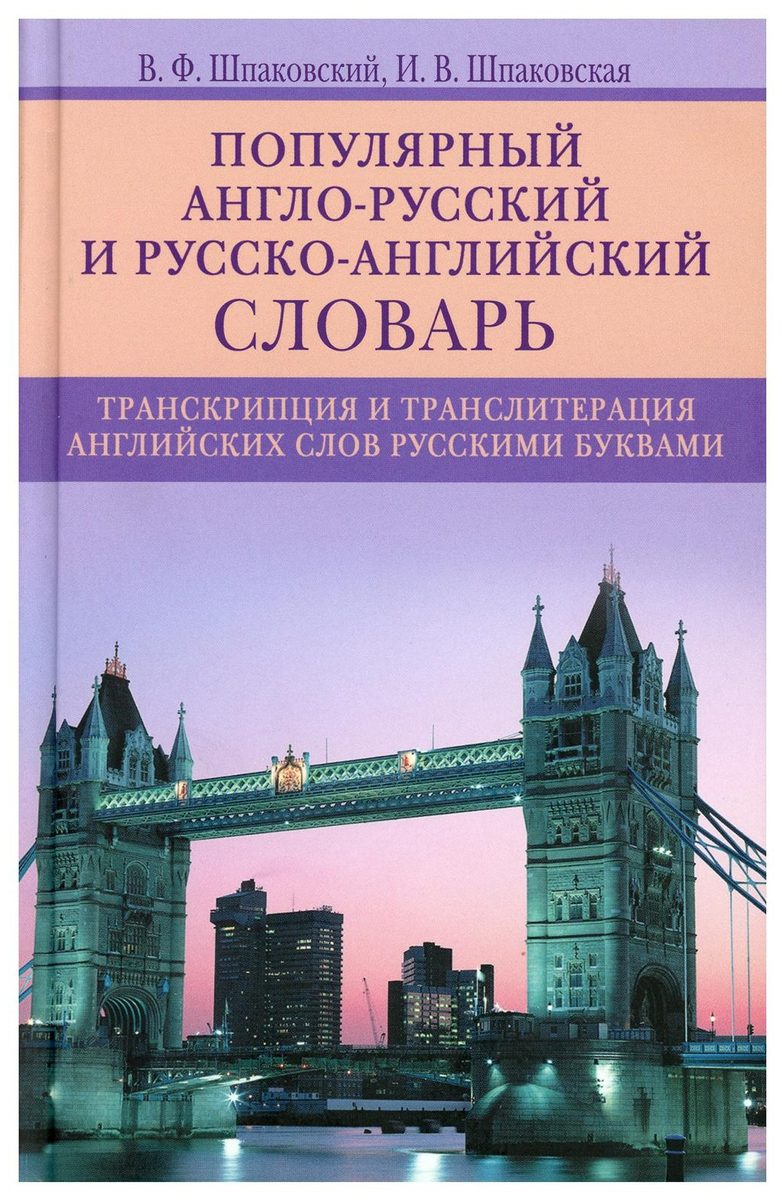 В. Ф. Шпаковский, И. В. Шпаковская
ПОПУЛЯРНЫЙ
АНГЛО-РУССКИЙ
И РУССКО-АНГЛИЙСКИЙ
СЛОВАРЬ
ТРАНСКРИПЦИЯ И ТРАНСЛИТЕРАЦИЯ
АНГЛИЙСКИХ СЛОВ РУССКИМИ БУКВАМИ